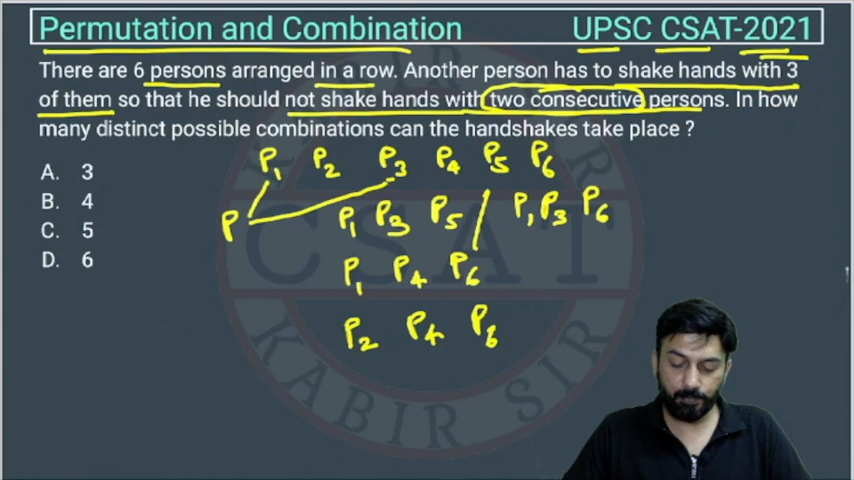 Permutation and Combination UPSC CSAT-2021
There are 6 persons arranged in a row. Another person has to shake hands with 3
of them so that he should not shake hands with two consecutive persons. In how
many distinct possible combinations can the handshakes take place ?
A. 3
B. 4
C. 5
D. 6
P1 P2 P3 P4 P5 P6
P
P1 P3 P5 / P1 P3 P6
P1 P4 P6
P2 P4 P6
CSAT
KABIR SIR